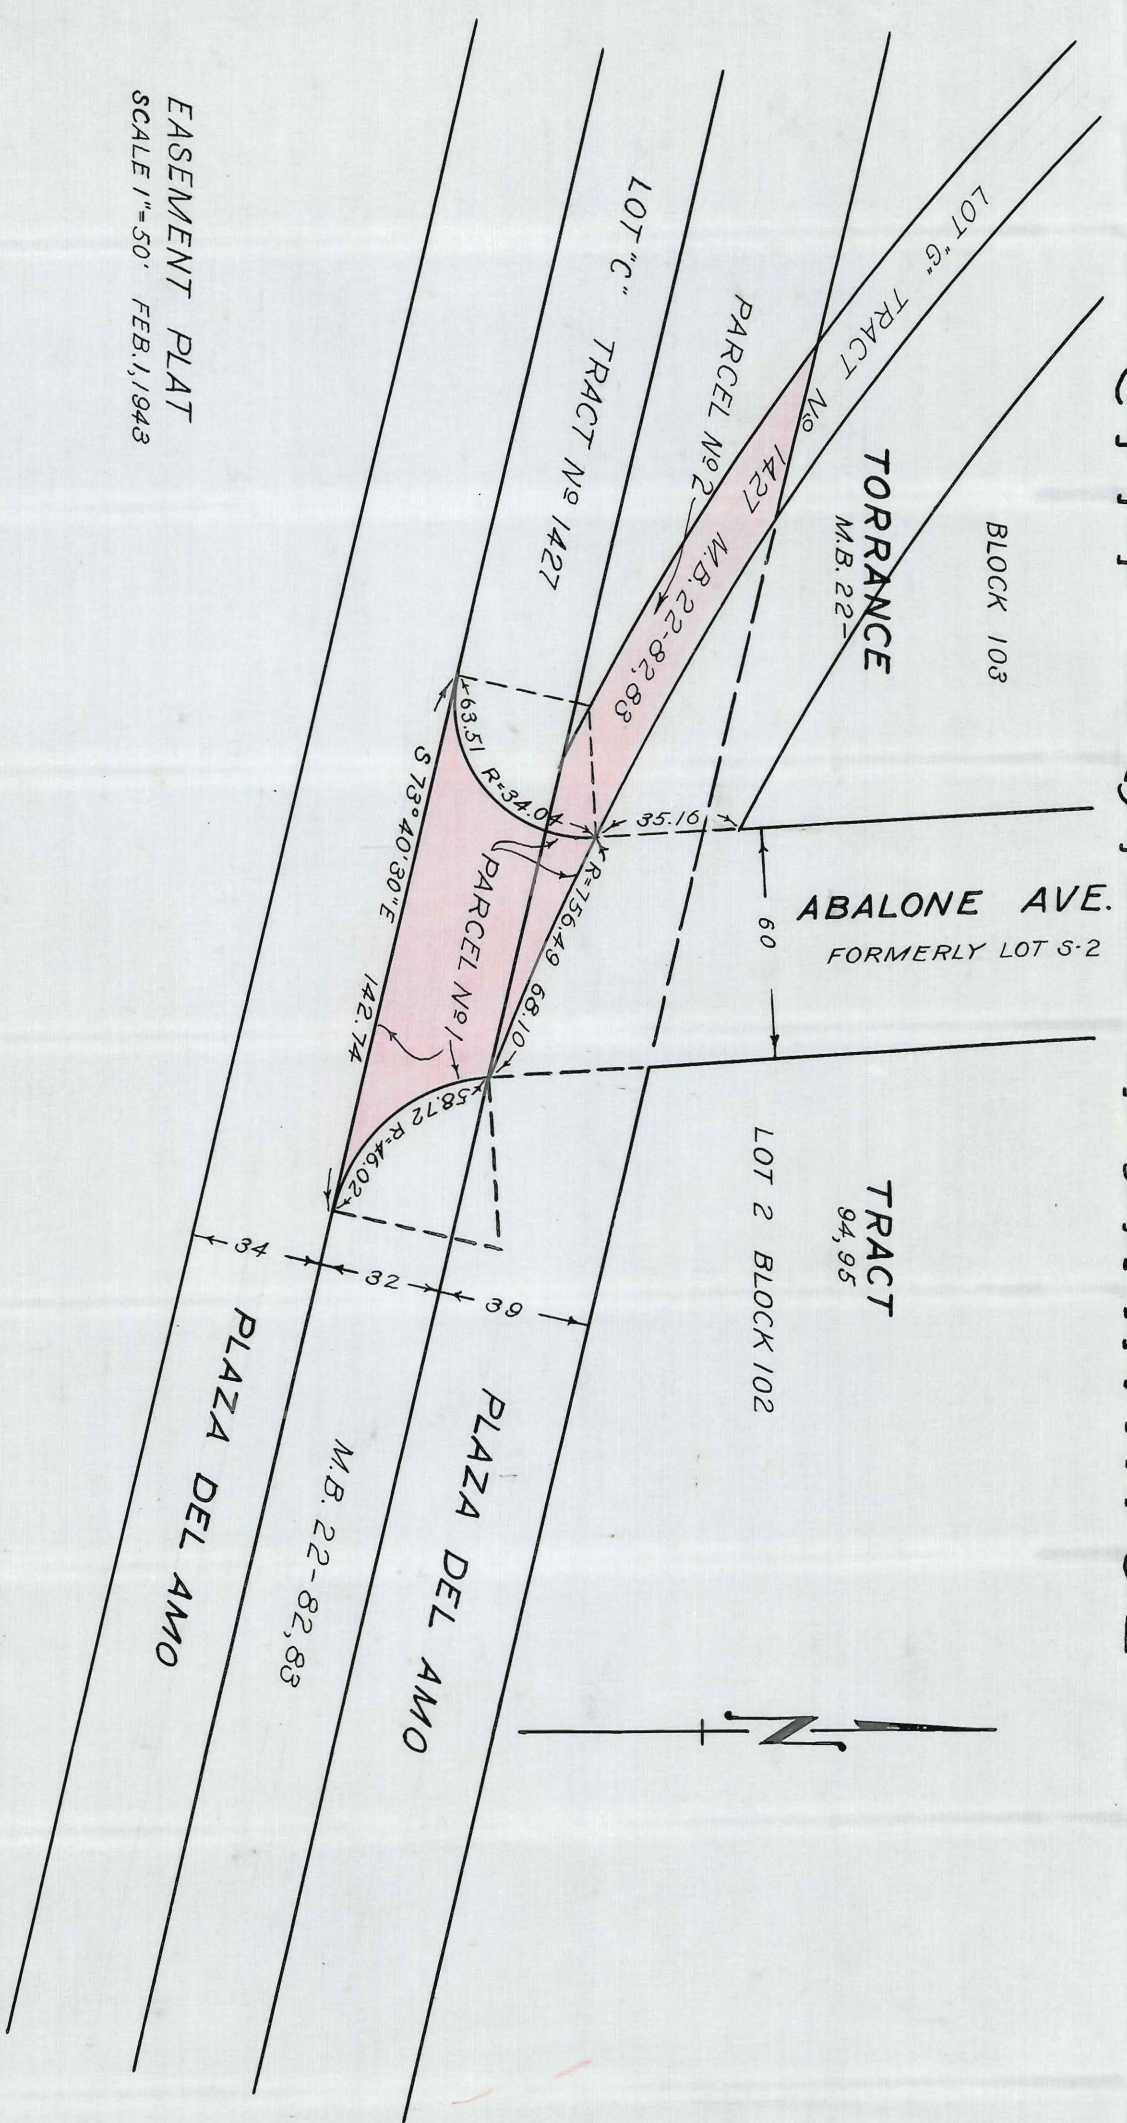 BLOCK 103
TORRANCE
M.B. 22-
TRACT
94,95
LOT "G" TRACT Nº 1427 M.B. 22-82,83
ABALONE AVE.
FORMERLY LOT S-2
60
35.16
LOT 2 BLOCK 102
PARCEL Nº 2
LOT "C" TRACT Nº 1427
M.B. 22-82,83
63.51 R=34.04
R=756.49 68.10
PARCEL Nº 1
58.72 R=46.02
S 73° 40' 30" E 142.74
34
32
39
PLAZA DEL AMO
PLAZA DEL AMO
N
EASEMENT PLAT
SCALE 1"=50' FEB.1,1943